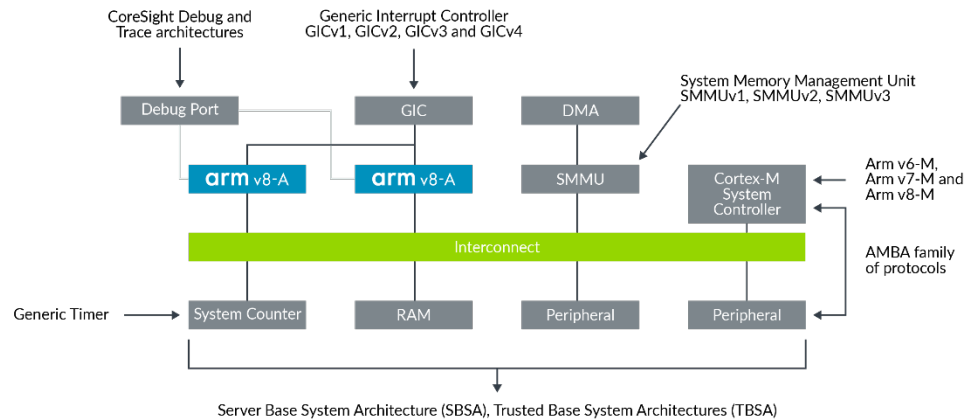 CoreSight Debug and
Trace architectures
Generic Interrupt Controller
GICv1, GICv2, GICv3 and GICv4
System Memory Management Unit
SMMUv1, SMMUv2, SMMUv3
Debug Port
GIC
DMA
arm v8-A
arm v8-A
SMMU
Cortex-M
System
Controller
Arm v6-M,
Arm v7-M and
Arm v8-M
Interconnect
AMBA family
of protocols
Generic Timer
System Counter
RAM
Peripheral
Peripheral
Server Base System Architecture (SBSA), Trusted Base System Architectures (TBSA)